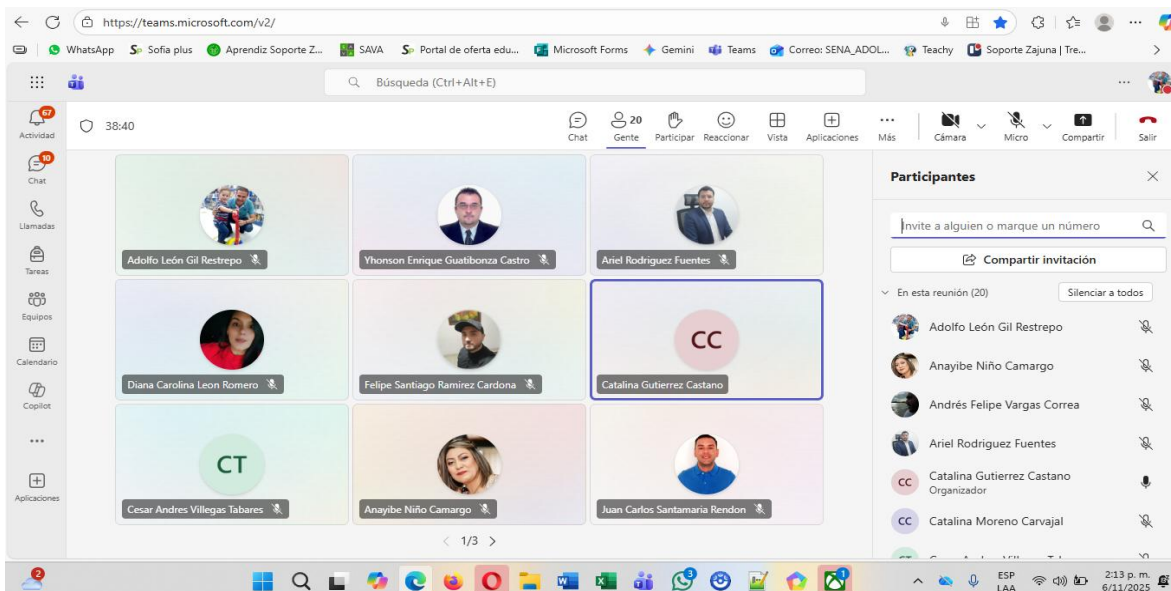 https://teams.microsoft.com/v2/
WhatsApp Sofia plus Aprendiz Soporte Z... SAVA Portal de oferta edu... Microsoft Forms Gemini Teams Correo: SENA_ADOL... Teachy Soporte Zajuna | Tre...
Búsqueda (Ctrl+Alt+E)
67
Actividad
10
Chat
Llamadas
Tareas
Equipos
Calendario
Copilot
Aplicaciones
38:40
Chat
20
Gente
Participar
Reaccionar
Vista
Aplicaciones
Más
Cámara
Micro
Compartir
Salir
Adolfo León Gil Restrepo
Yhonson Enrique Guatibonza Castro
Ariel Rodriguez Fuentes
Diana Carolina Leon Romero
Felipe Santiago Ramirez Cardona
CC
Catalina Gutierrez Castano
CT
Cesar Andres Villegas Tabares
Anayibe Niño Camargo
Juan Carlos Santamaria Rendon
1/3
Participantes
Invite a alguien o marque un número
Compartir invitación
En esta reunión (20)
Silenciar a todos
Adolfo León Gil Restrepo
Anayibe Niño Camargo
Andrés Felipe Vargas Correa
Ariel Rodriguez Fuentes
CC
Catalina Gutierrez Castano
Organizador
CC
Catalina Moreno Carvajal
2
3
1
ESP
LAA
2:13 p. m.
6/11/2025